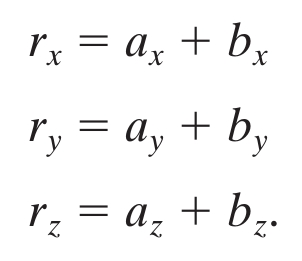 r_x = a_x + b_x
r_y = a_y + b_y
r_z = a_z + b_z.